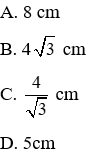 A. 8 cm
B. 4√3 cm
C. 4/√3 cm
D. 5cm